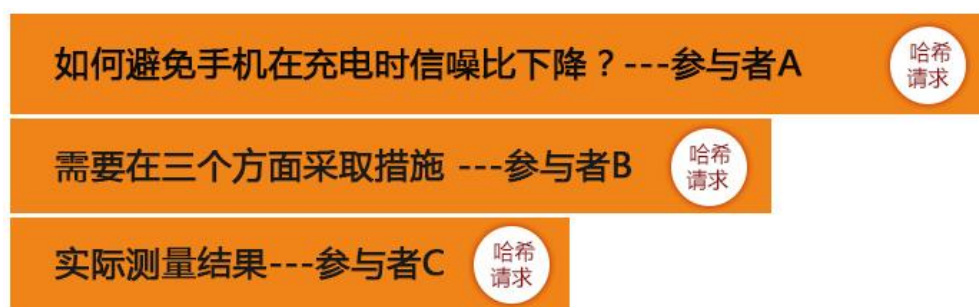 如何避免手机在充电时信噪比下降？---参与者A
哈希
请求
需要在三个方面采取措施 ---参与者B
哈希
请求
实际测量结果---参与者C
哈希
请求